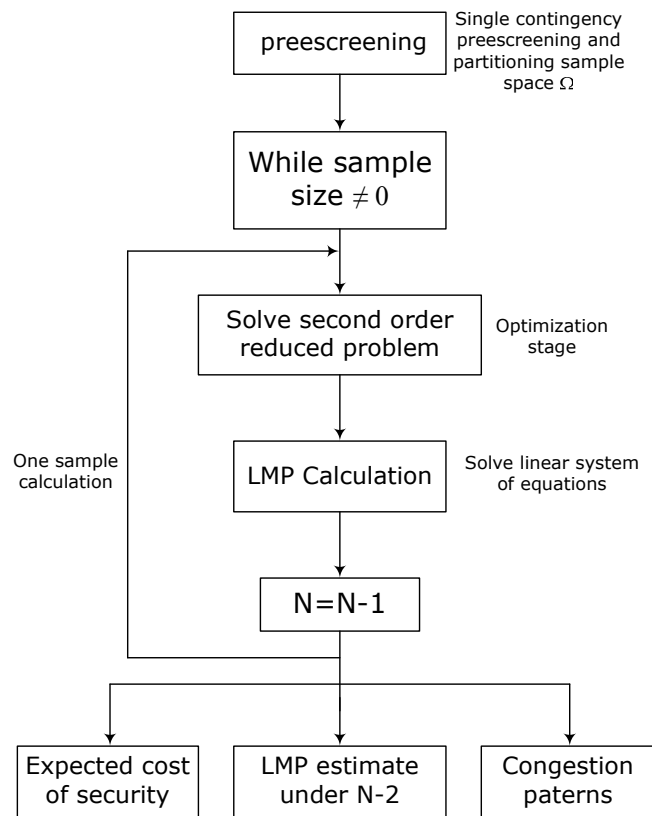 preescreening
Single contingency
preescreening and
partitioning sample
space Ω
While sample
size ≠ 0
Solve second order
reduced problem
Optimization
stage
One sample
calculation
LMP Calculation
Solve linear system
of equations
N=N-1
Expected cost
of security
LMP estimate
under N-2
Congestion
paterns